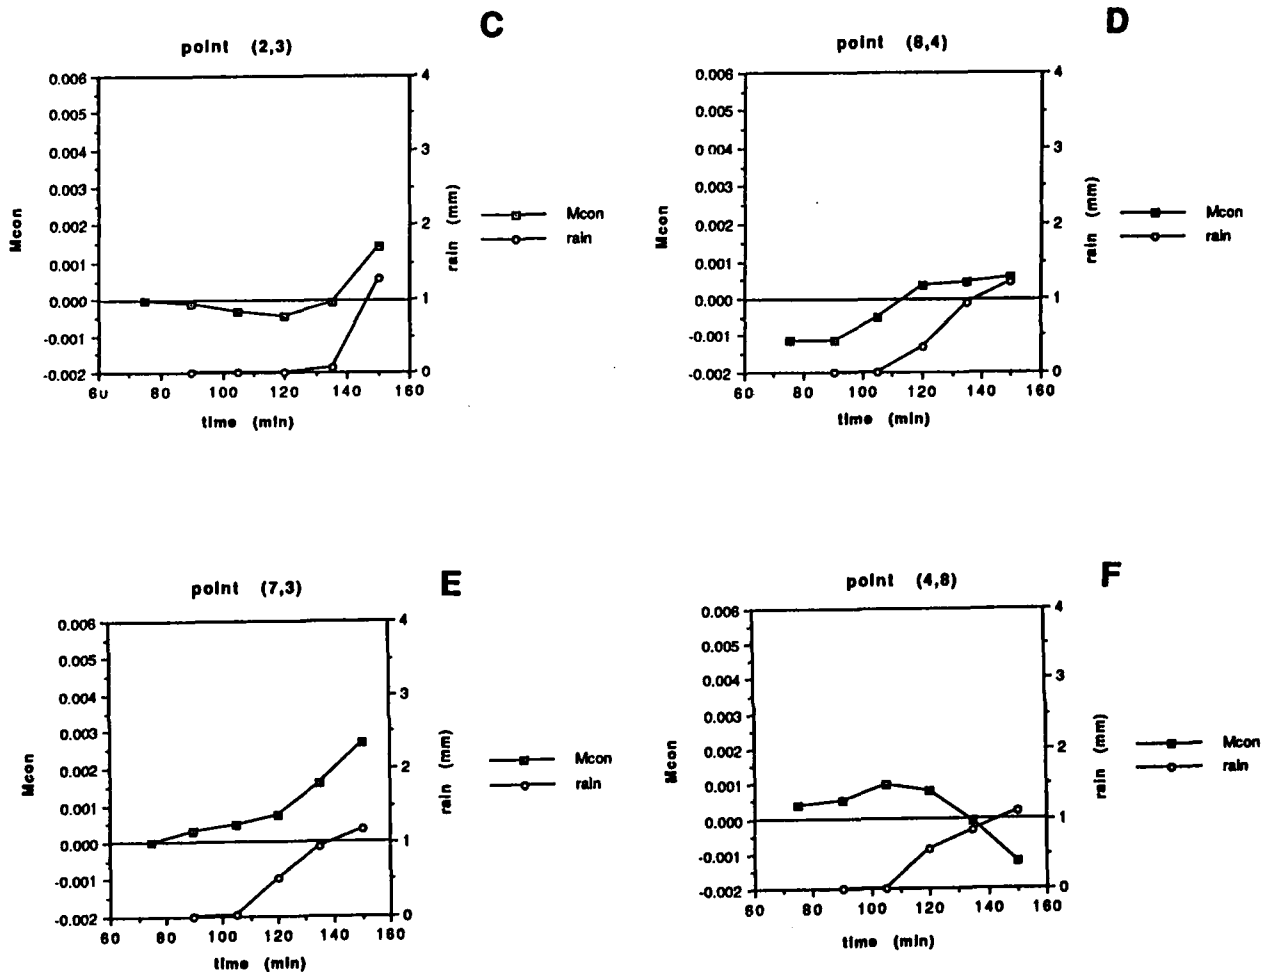 C
point (2,3)
0.006
0.005
0.004
0.003
0.002
0.001
0.000
-0.001
-0.002
Mcon
4
3
2
1
0
rain (mm)
60 80 100 120 140 160
time (min)
Mcon
rain
D
point (8,4)
0.006
0.005
0 004
0.003
0.002
0.001
0.000
-0.001
-0.002
Mcon
4
3
2
1
0
rain (mm)
60 80 100 120 140 160
time (min)
Mcon
rain
E
point (7,3)
0.006
0.005
0.004
0.003
0.002
0.001
0.000
-0.001
-0.002
Mcon
4
3
2
1
0
rain (mm)
60 80 100 120 140 160
time (min)
Mcon
rain
F
point (4,8)
0.006
0.005
0.004
0.003
0.002
0.001
0.000
-0.001
-0.002
Mcon
4
3
2
1
0
rain (mm)
60 80 100 120 140 160
time (min)
Mcon
rain